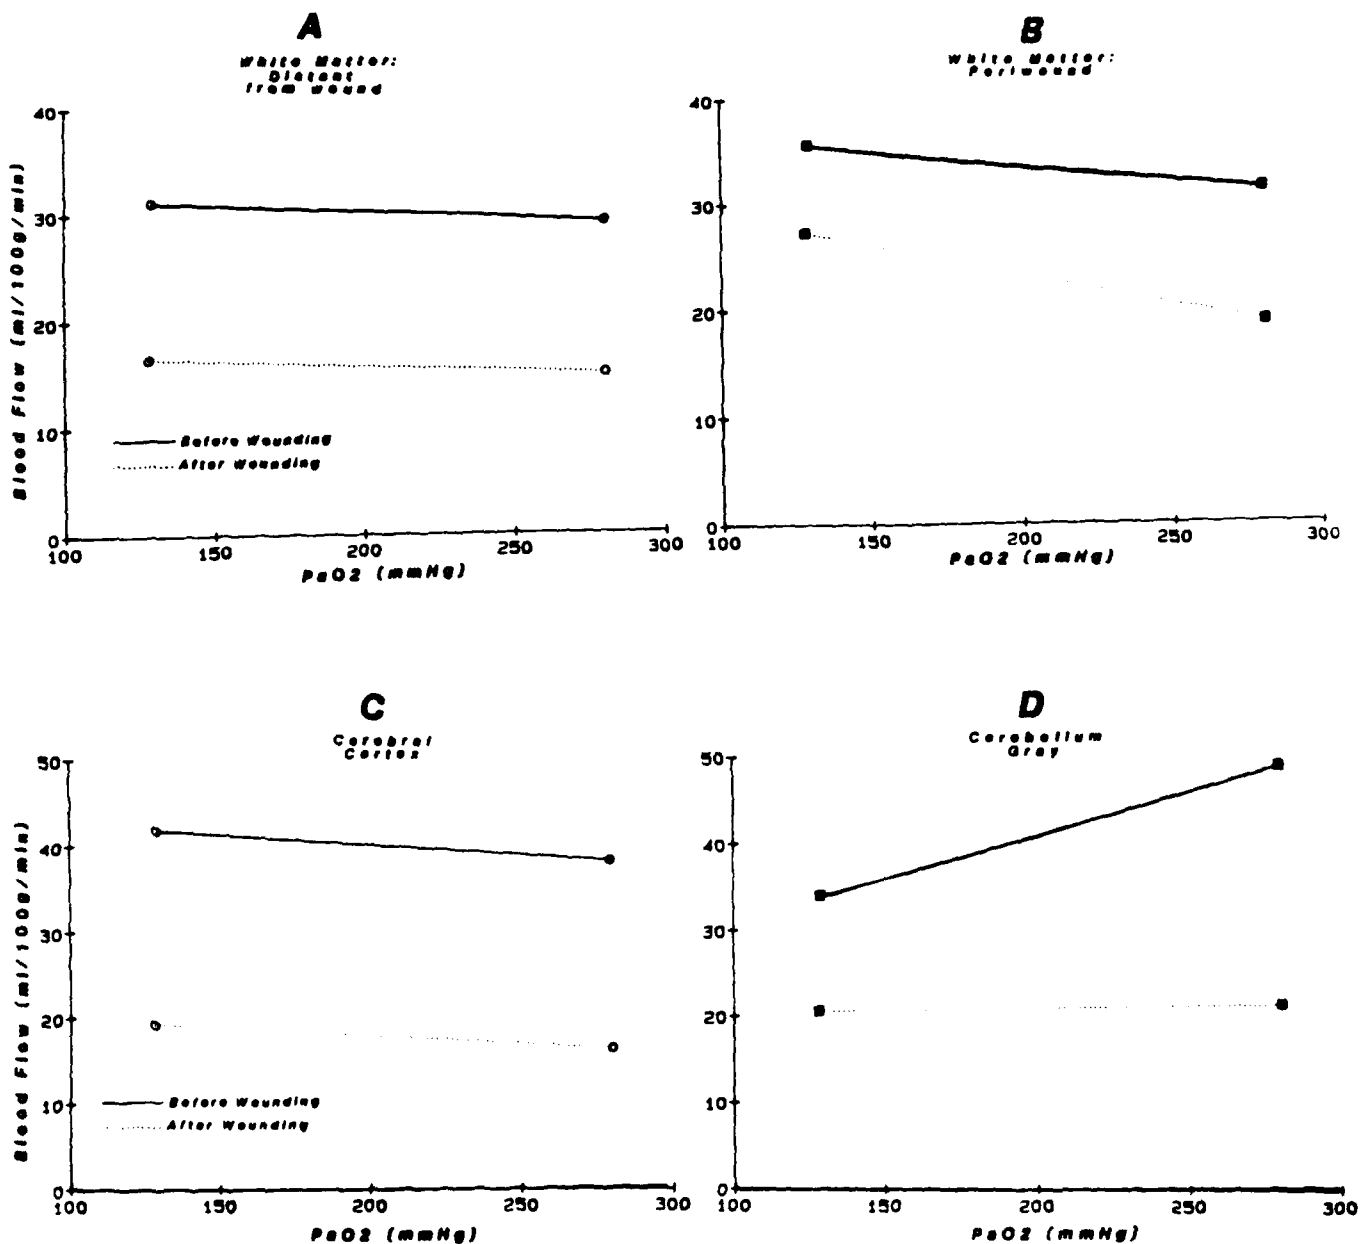 A
White Matter:
Distant
from wound
40
30
20
10
0
Blood Flow (ml/100g/min)
Before Wounding
After Wounding
100 150 200 250 300
PaO2 (mmHg)
B
White Matter:
Periwound
40
30
20
10
0
100 150 200 250 300
PaO2 (mmHg)
C
Cerebral
Cortex
50
40
30
20
10
0
Blood Flow (ml/100g/min)
Before Wounding
After Wounding
100 150 200 250 300
PaO2 (mmHg)
D
Cerebellum
Gray
50
40
30
20
10
0
100 150 200 250 300
PaO2 (mmHg)